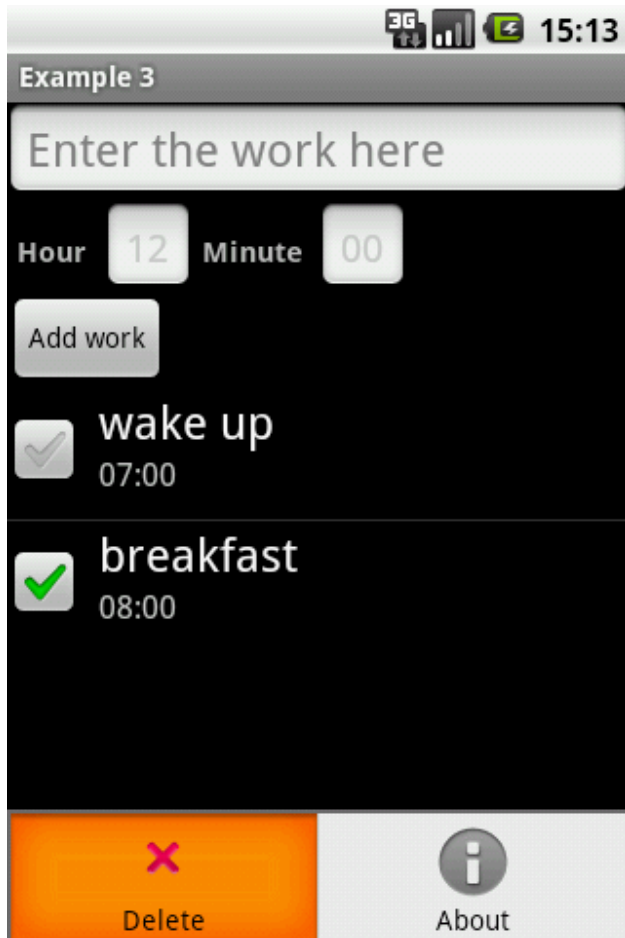 3G 15:13
Example 3
Enter the work here
Hour 12 Minute 00
Add work
wake up
07:00
breakfast
08:00
Delete About